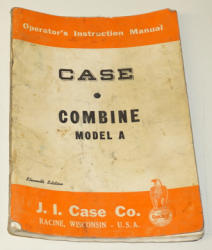 Operator's Instruction Manual
CASE
COMBINE
MODEL A
Eleventh Edition
J. I. Case Co.
RACINE, WISCONSIN - U.S.A.